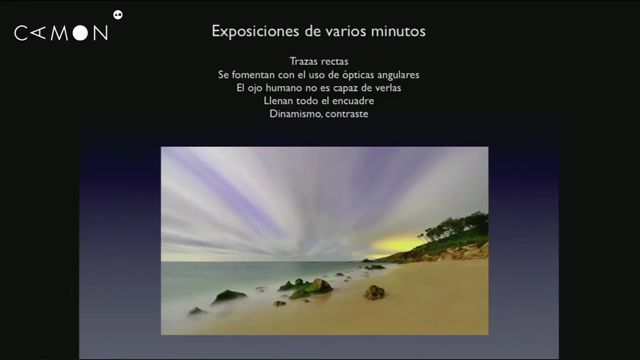 CAMON
Exposiciones de varios minutos
Trazas rectas
Se fomentan con el uso de ópticas angulares
El ojo humano no es capaz de verlas
Llenan todo el encuadre
Dinamismo, contraste